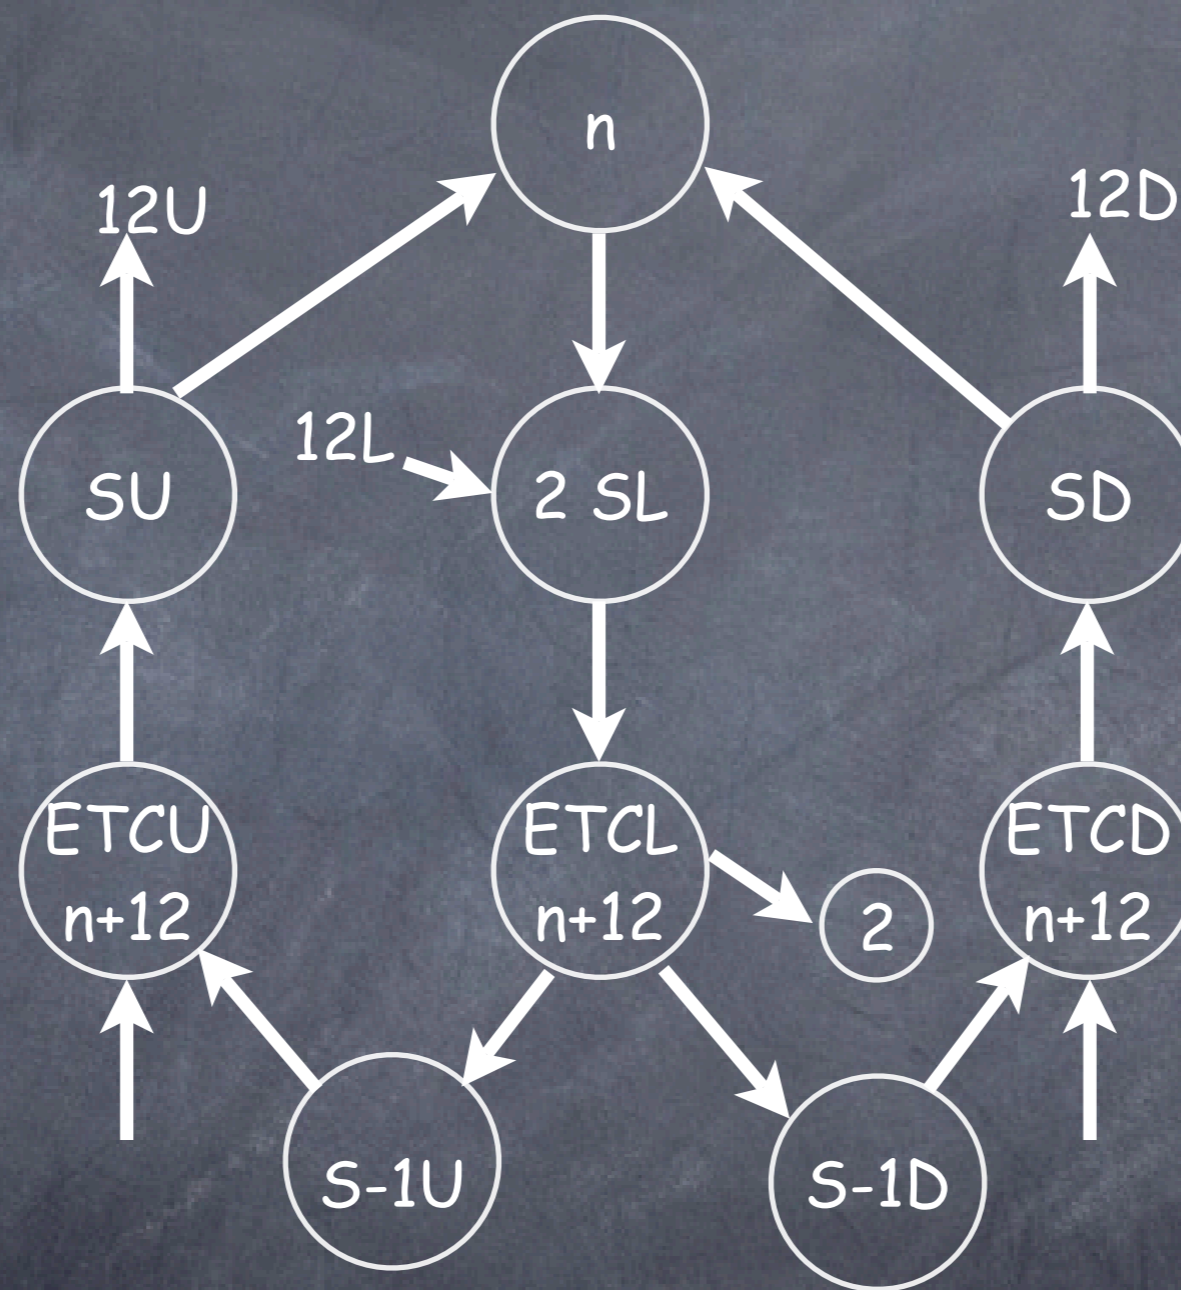 n
12U
12D
12L
SU
2 SL
SD
ETCU
n+12
ETCL
n+12
2
ETCD
n+12
S-1U
S-1D